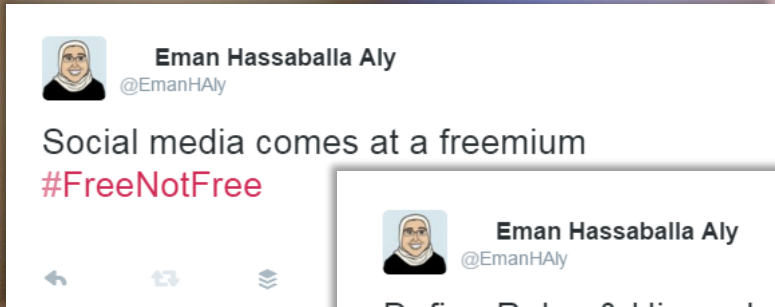 Eman Hassaballa Aly
@EmanHAly
Social media comes at a freemium
#FreeNotFree
Eman Hassaballa Aly
@EmanHAly